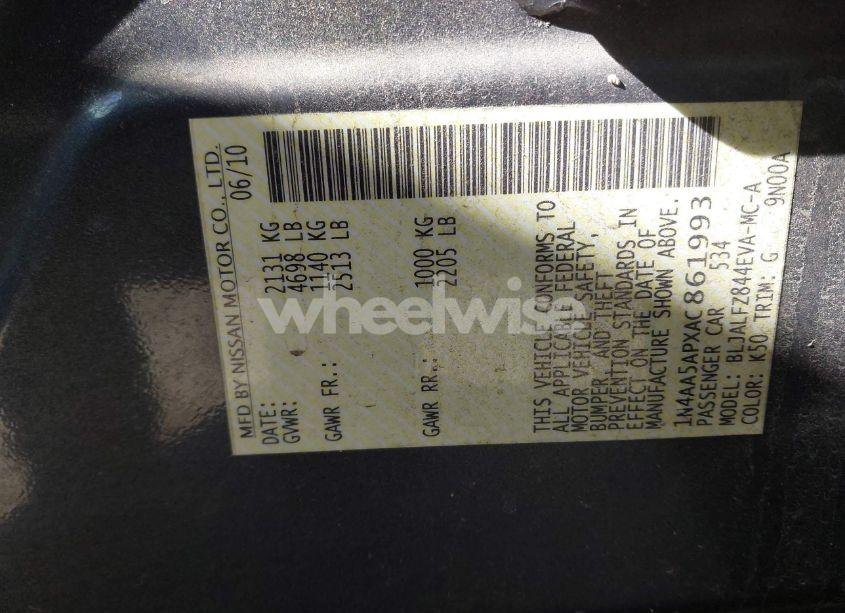 MFD BY NISSAN MOTOR CO., LTD.
DATE: 06/10
GVWR: 2131 KG
4698 LB
GAWR FR.: 1140 KG
2513 LB
GAWR RR.: 1000 KG
2205 LB
THIS VEHICLE CONFORMS TO
ALL APPLICABLE FEDERAL
MOTOR VEHICLE SAFETY,
BUMPER, AND THEFT
PREVENTION STANDARDS IN
EFFECT ON THE DATE OF
MANUFACTURE SHOWN ABOVE.
1N4AA5APXAC861993
PASSENGER CAR 534
MODEL: BLJALFZ844EVA-MC-A
COLOR: K50 TRIM: G 9N00A
wheelwise